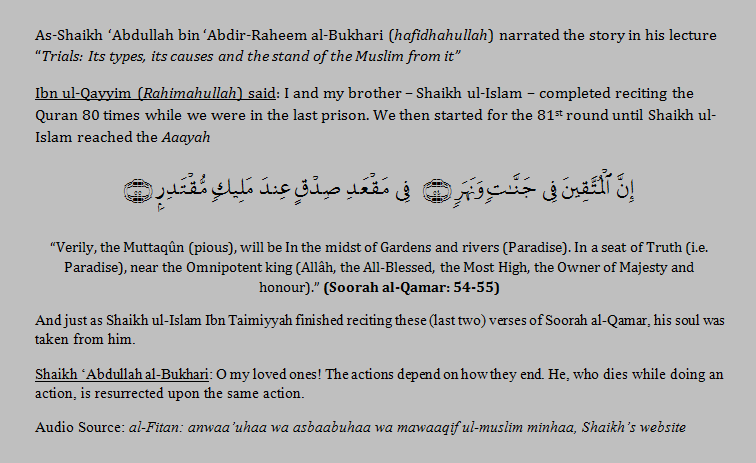 As-Shaikh ‘Abdullah bin ‘Abdir-Raheem al-Bukhari (hafidhahullah) narrated the story in his lecture
“Trials: Its types, its causes and the stand of the Muslim from it”
Ibn ul-Qayyim (Rahimahullah) said: I and my brother – Shaikh ul-Islam – completed reciting the
Quran 80 times while we were in the last prison. We then started for the 81st round until Shaikh ul-
Islam reached the Aaayah
إِنَّ ٱلْمُتَّقِينَ فِى جَنَّـٰتٍ وَنَهَرٍ ۝٥٤ فِى مَقْعَدِ صِدْقٍ عِندَ مَلِيكٍ مُّقْتَدِرٍۭ ۝٥٥
“Verily, the Muttaqûn (pious), will be In the midst of Gardens and rivers (Paradise). In a seat of Truth (i.e.
Paradise), near the Omnipotent king (Allâh, the All-Blessed, the Most High, the Owner of Majesty and
honour).” (Soorah al-Qamar: 54-55)
And just as Shaikh ul-Islam Ibn Taimiyyah finished reciting these (last two) verses of Soorah al-Qamar, his soul was
taken from him.
Shaikh ‘Abdullah al-Bukhari: O my loved ones! The actions depend on how they end. He, who dies while doing an
action, is resurrected upon the same action.
Audio Source: al-Fitan: anwaa’uhaa wa asbaabuhaa wa mawaaqif ul-muslim minhaa, Shaikh’s website